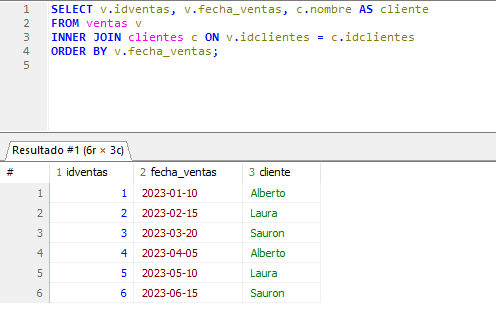 1 SELECT v.idventas, v.fecha_ventas, c.nombre AS cliente
2 FROM ventas v
3 INNER JOIN clientes c ON v.idclientes = c.idclientes
4 ORDER BY v.fecha_ventas;
5
Resultado #1 (6r × 3c)
# 1 idventas 2 fecha_ventas 3 cliente
1 1 2023-01-10 Alberto
2 2 2023-02-15 Laura
3 3 2023-03-20 Sauron
4 4 2023-04-05 Alberto
5 5 2023-05-10 Laura
6 6 2023-06-15 Sauron